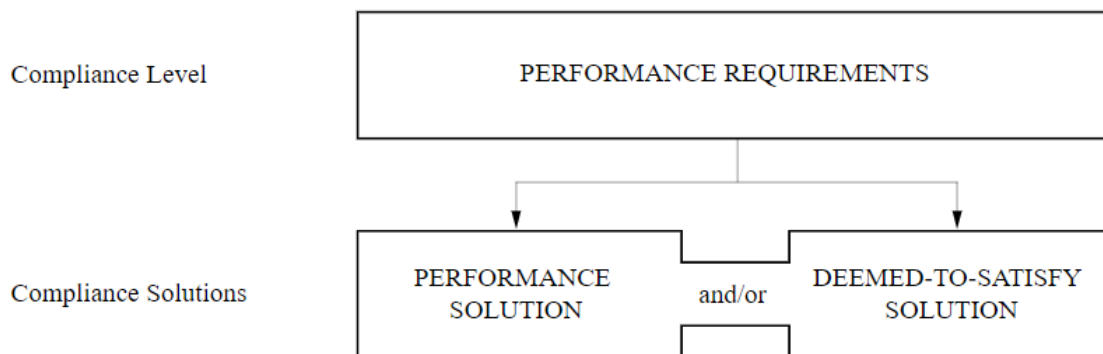 Compliance Level
PERFORMANCE REQUIREMENTS
Compliance Solutions
PERFORMANCE
SOLUTION
and/or
DEEMED-TO-SATISFY
SOLUTION